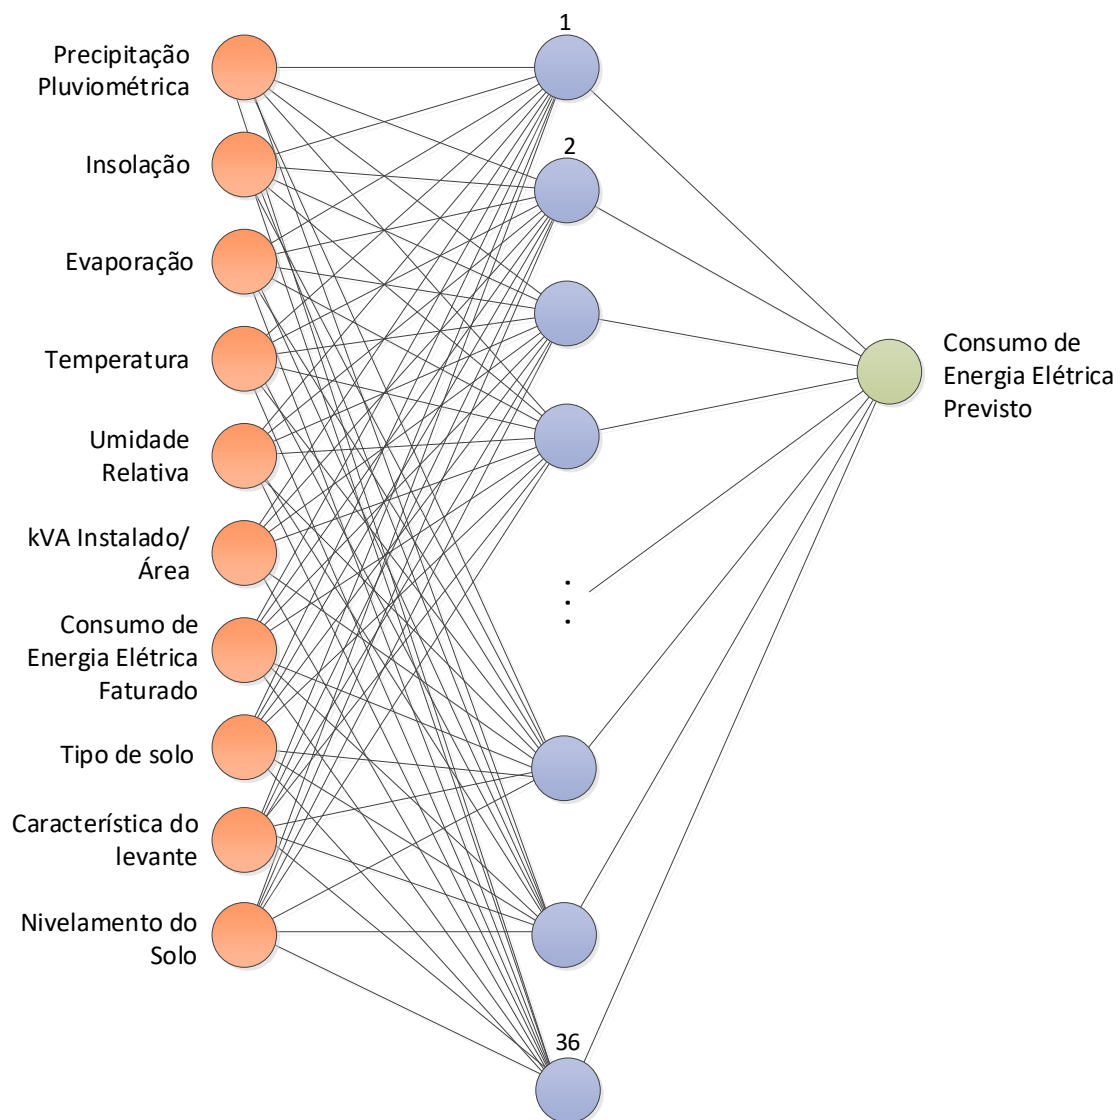 Precipitação
Pluviométrica
Insolação
Evaporação
Temperatura
Umidade
Relativa
kVA Instalado/
Área
Consumo de
Energia Elétrica
Faturado
Tipo de solo
Característica do
levante
Nivelamento do
Solo
1
2
36
Consumo de
Energia Elétrica
Previsto